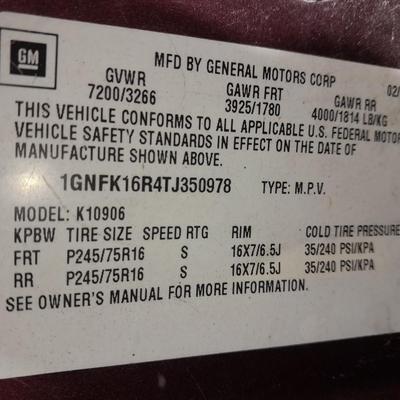 GM
MFD BY GENERAL MOTORS CORP 02/
GVWR GAWR FRT GAWR RR
7200/3266 3925/1780 4000/1814 LB/KG
THIS VEHICLE CONFORMS TO ALL APPLICABLE U.S. FEDERAL MOTOR
VEHICLE SAFETY STANDARDS IN EFFECT ON THE DATE OF
MANUFACTURE SHOWN ABOVE.
1GNFK16R4TJ350978 TYPE: M.P.V.
MODEL: K10906
KPBW TIRE SIZE SPEED RTG RIM COLD TIRE PRESSURE
FRT P245/75R16 S 16X7/6.5J 35/240 PSI/KPA
RR P245/75R16 S 16X7/6.5J 35/240 PSI/KPA
SEE OWNER'S MANUAL FOR MORE INFORMATION.